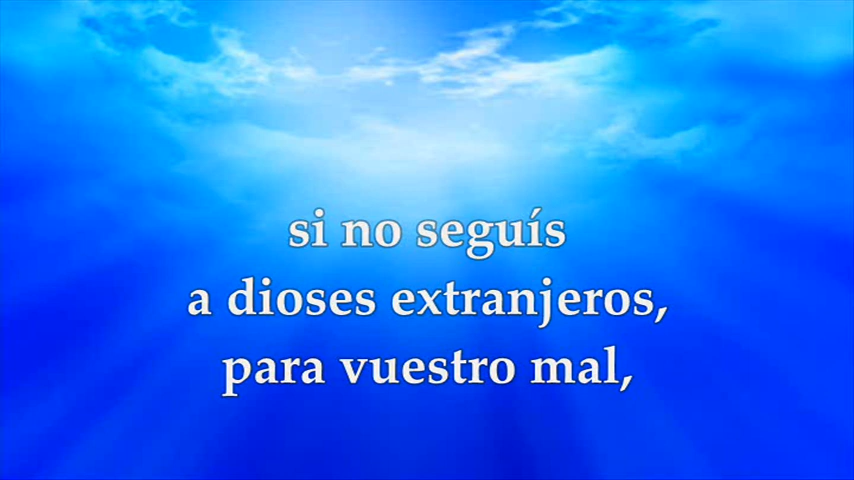 si no seguís
a dioses extranjeros,
para vuestro mal,